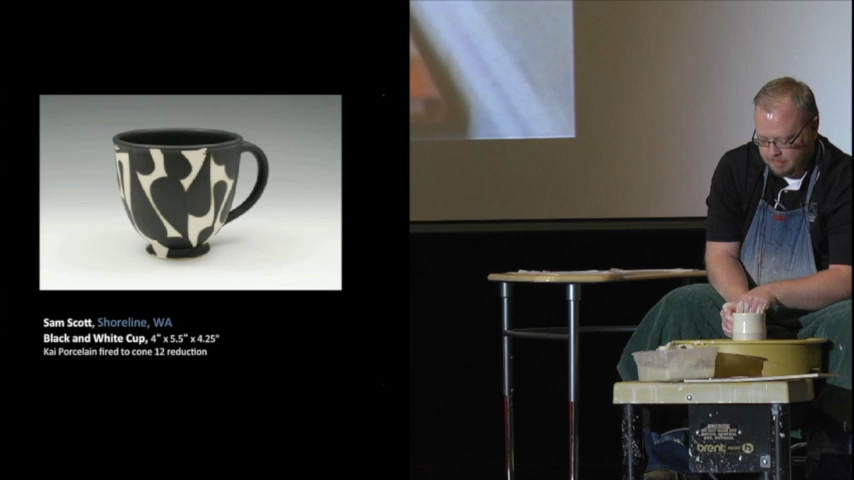 Sam Scott, Shoreline, WA
Black and White Cup, 4" x 5.5" x 4.25"
Kai Porcelain fired to cone 12 reduction
brent